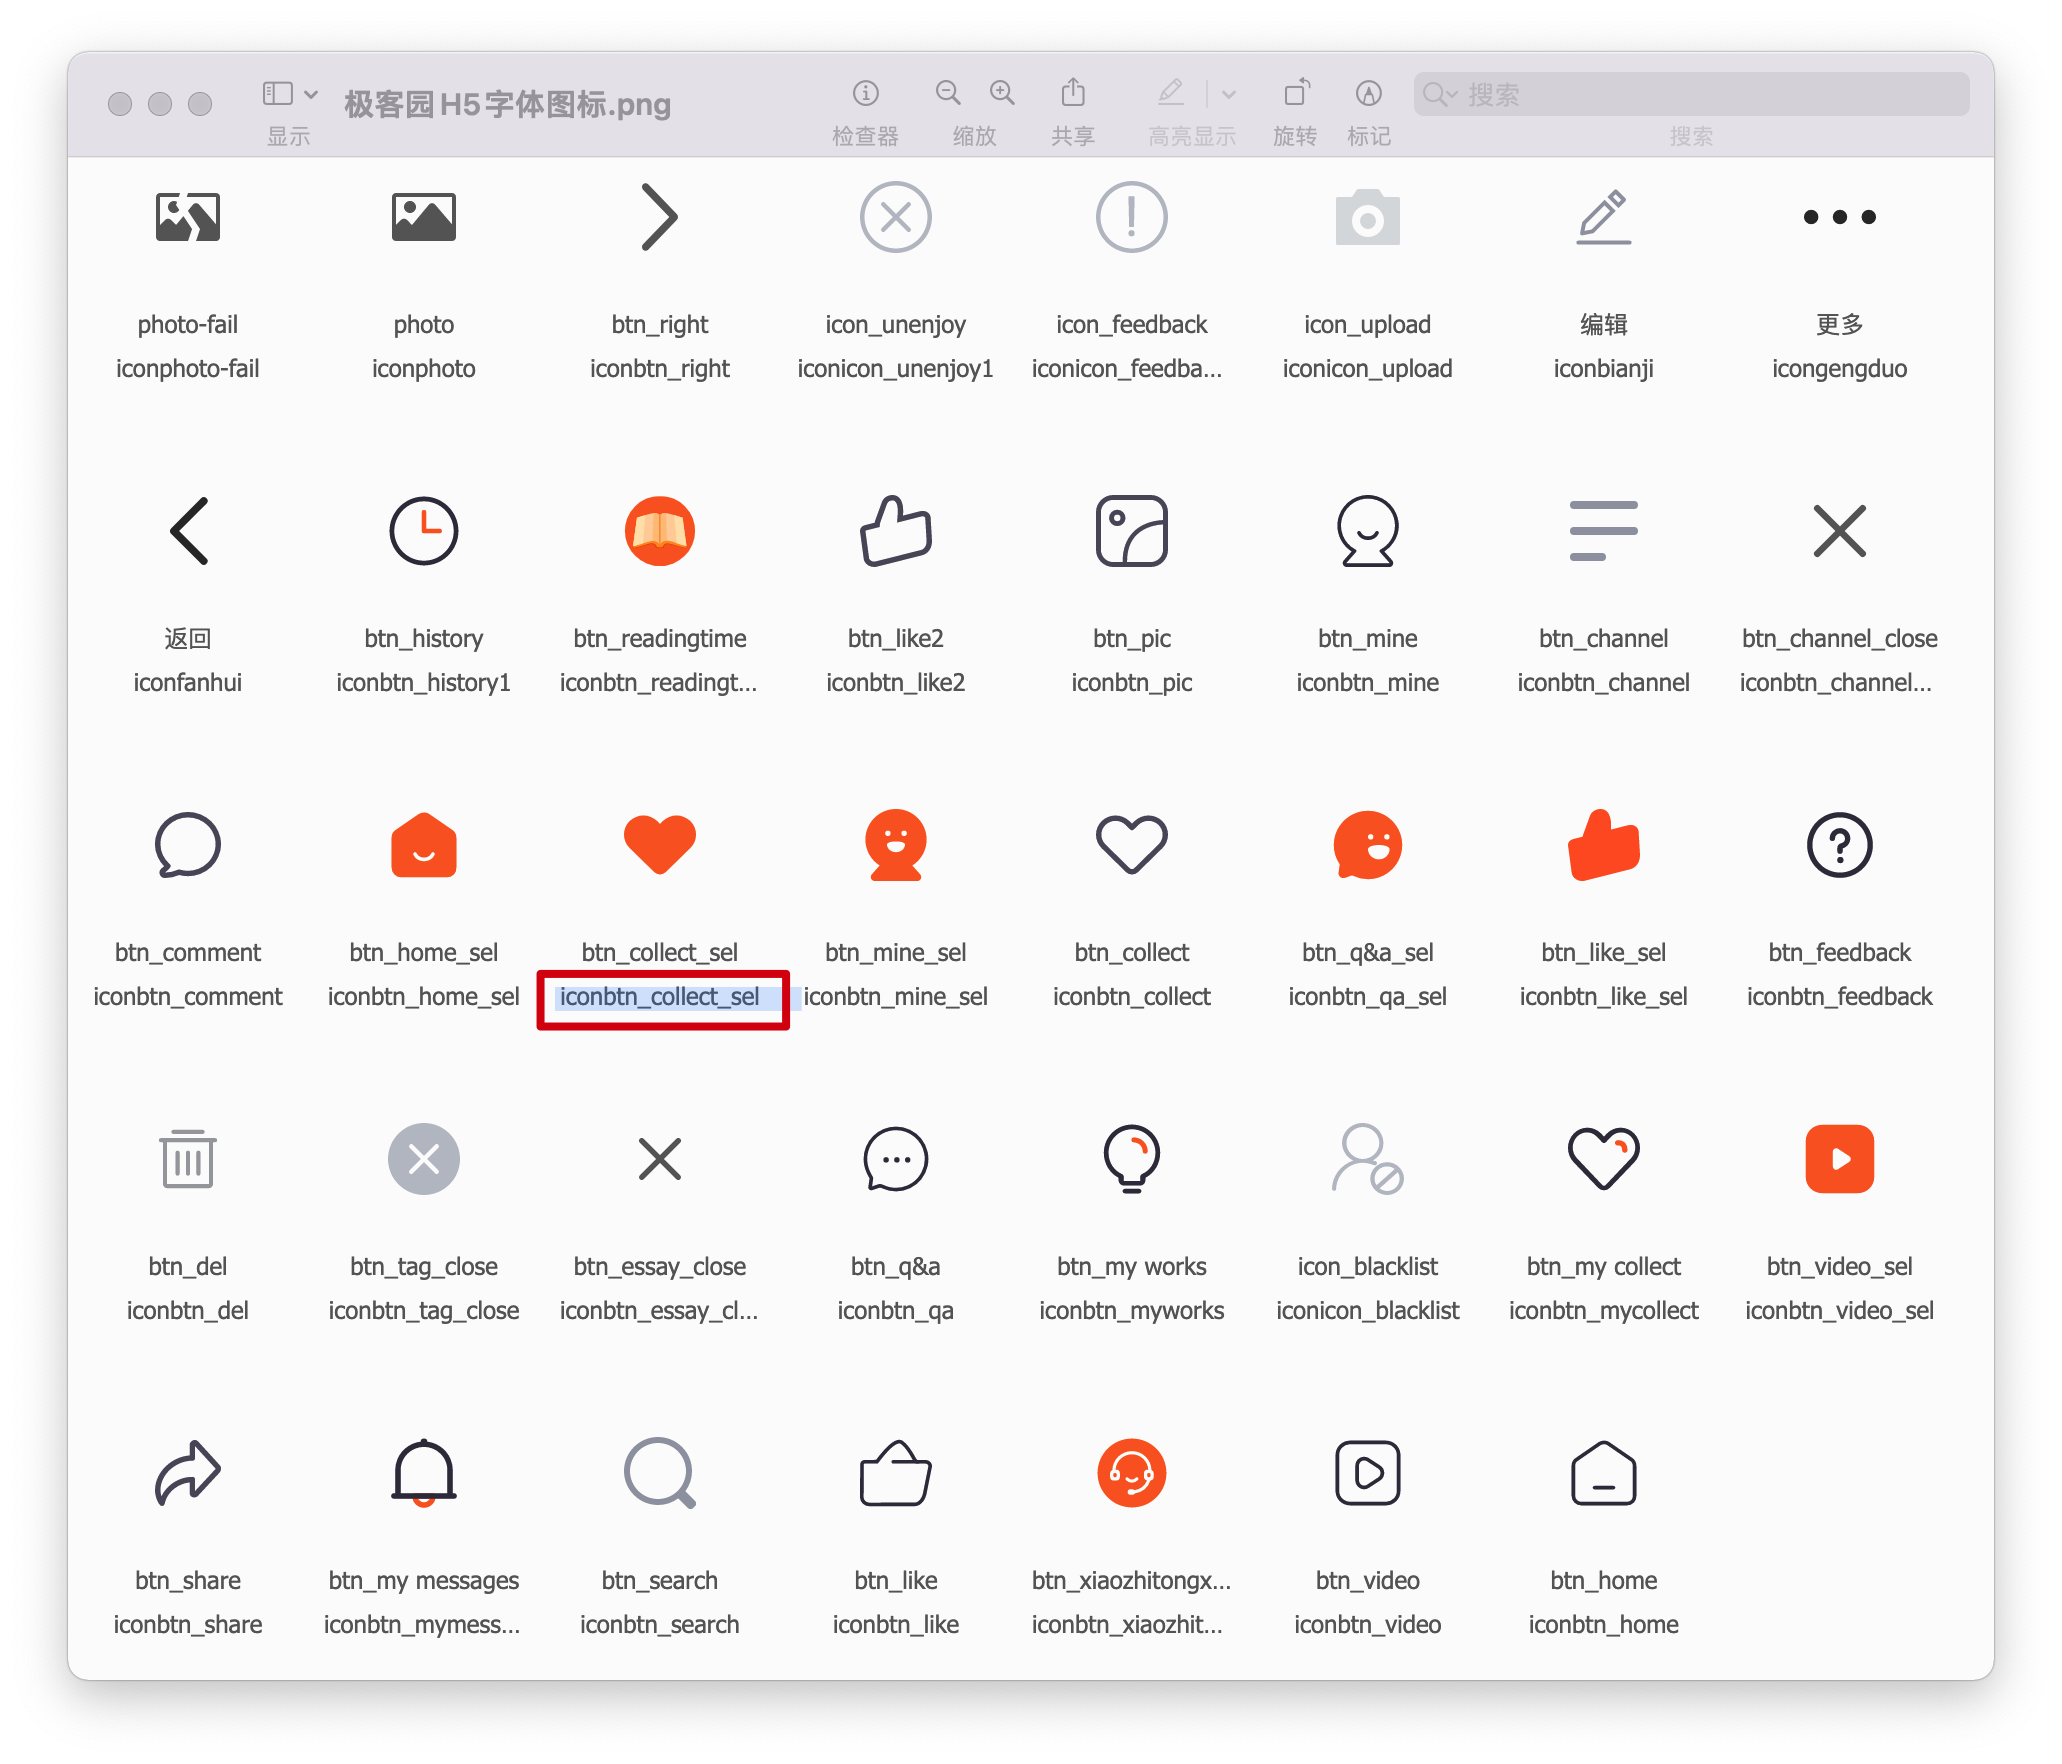 极客园H5字体图标.png
显示
检查器
缩放
共享
高亮显示
旋转
标记
搜索
搜索
photo-fail
iconphoto-fail
photo
iconphoto
btn_right
iconbtn_right
icon_unenjoy
iconicon_unenjoy1
icon_feedback
iconicon_feedba...
icon_upload
iconicon_upload
编辑
iconbianji
更多
icongengduo
返回
iconfanhui
btn_history
iconbtn_history1
btn_readingtime
iconbtn_readingt...
btn_like2
iconbtn_like2
btn_pic
iconbtn_pic
btn_mine
iconbtn_mine
btn_channel
iconbtn_channel
btn_channel_close
iconbtn_channel...
btn_comment
iconbtn_comment
btn_home_sel
iconbtn_home_sel
btn_collect_sel
iconbtn_collect_sel
btn_mine_sel
iconbtn_mine_sel
btn_collect
iconbtn_collect
btn_q&a_sel
iconbtn_qa_sel
btn_like_sel
iconbtn_like_sel
btn_feedback
iconbtn_feedback
btn_del
iconbtn_del
btn_tag_close
iconbtn_tag_close
btn_essay_close
iconbtn_essay_cl...
btn_q&a
iconbtn_qa
btn_my works
iconbtn_myworks
icon_blacklist
iconicon_blacklist
btn_my collect
iconbtn_mycollect
btn_video_sel
iconbtn_video_sel
btn_share
iconbtn_share
btn_my messages
iconbtn_mymess...
btn_search
iconbtn_search
btn_like
iconbtn_like
btn_xiaozhitongx...
iconbtn_xiaozhit...
btn_video
iconbtn_video
btn_home
iconbtn_home